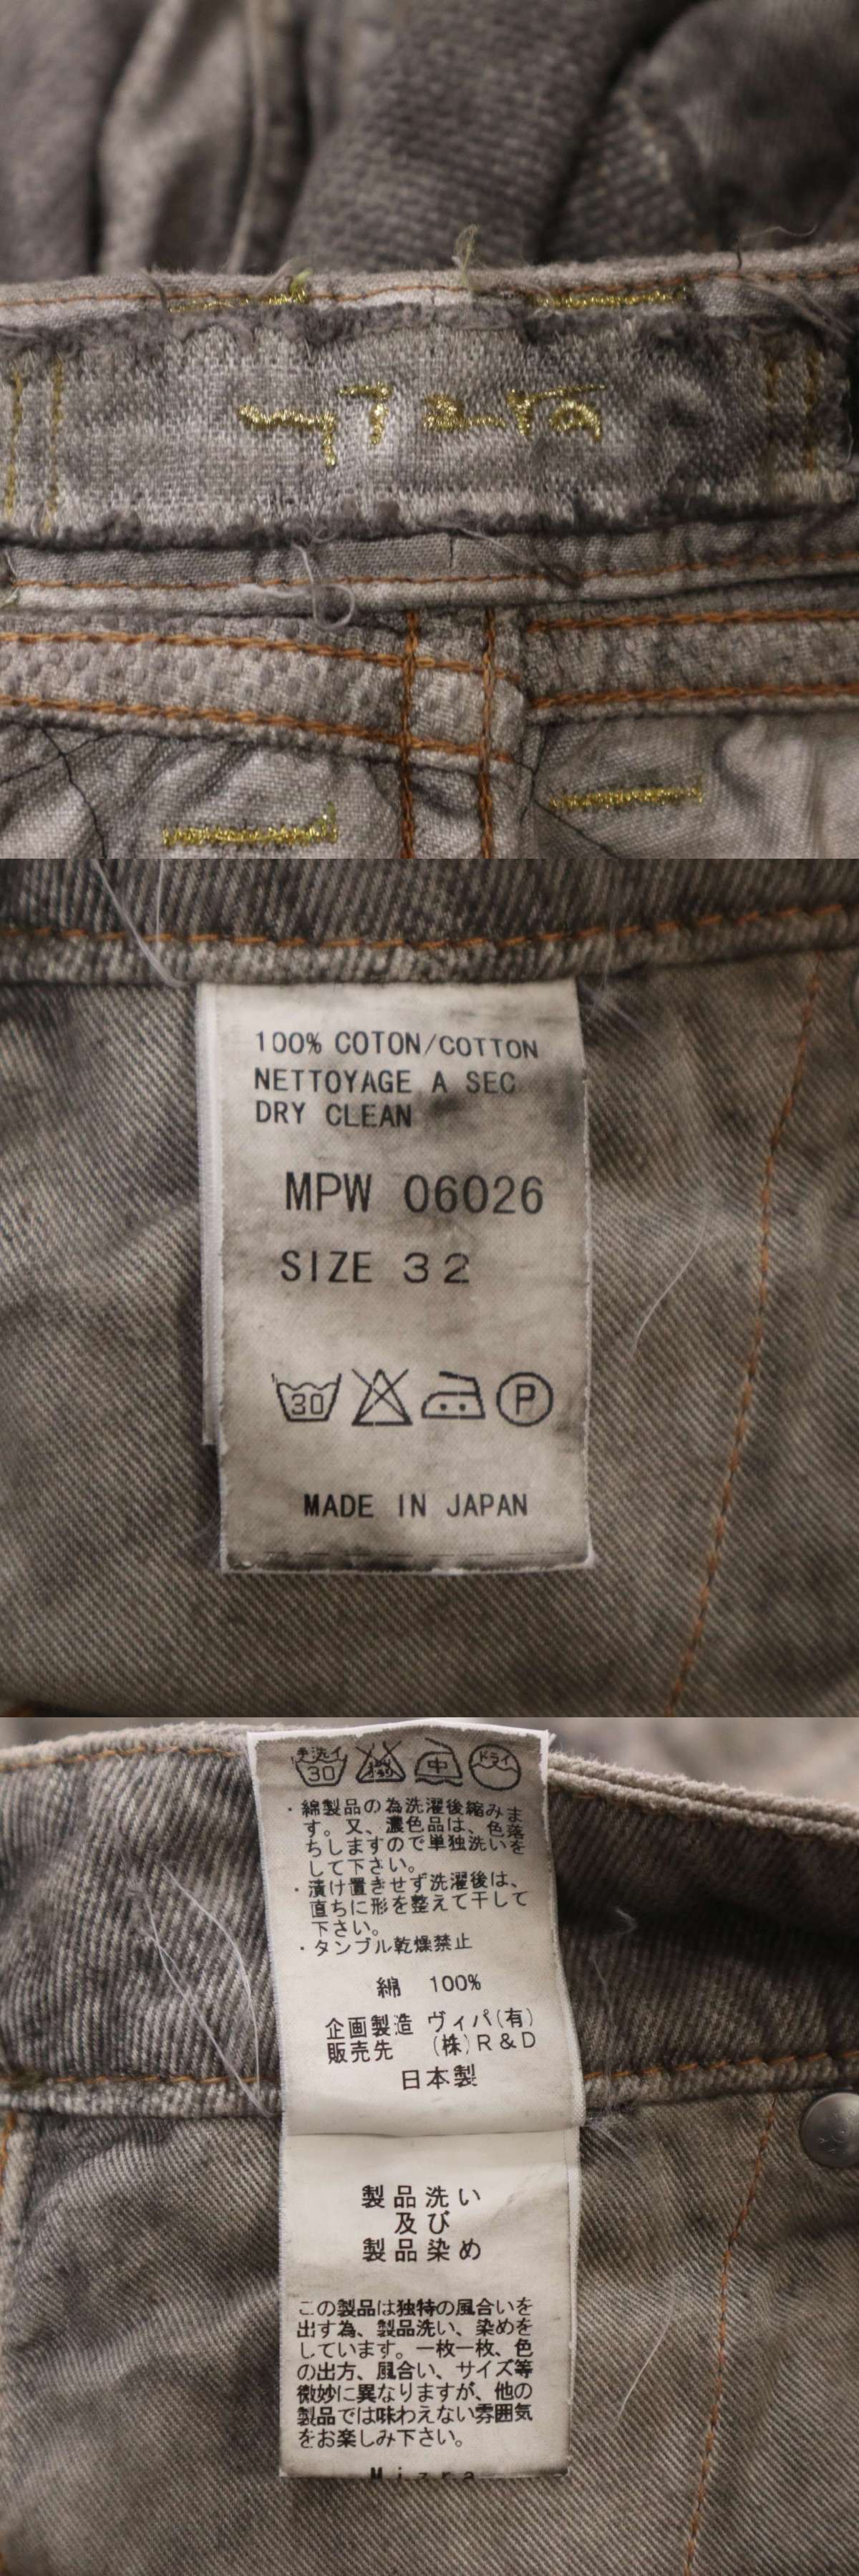 100% COTON/COTTON
NETTOYAGE A SEC
DRY CLEAN
MPW 06026
SIZE 32
30
P
MADE IN JAPAN
手洗イ
30
中
ドライ
・綿製品の為洗濯後縮みま
す。又、濃色品は、色落
ちしますので単独洗いを
して下さい。
・漬け置きせず洗濯後は、
直ちに形を整えて干して
下さい。
・タンブル乾燥禁止
綿 100%
企画製造 ヴィパ(有)
販売先 (株)R&D
日本製
製品洗い
及び
製品染め
この製品は独特の風合いを
出す為、製品洗い、染めを
しています。一枚一枚、色
の出方、風合い、サイズ等
微妙に異なりますが、他の
製品では味わえない雰囲気
をお楽しみ下さい。
Mizra